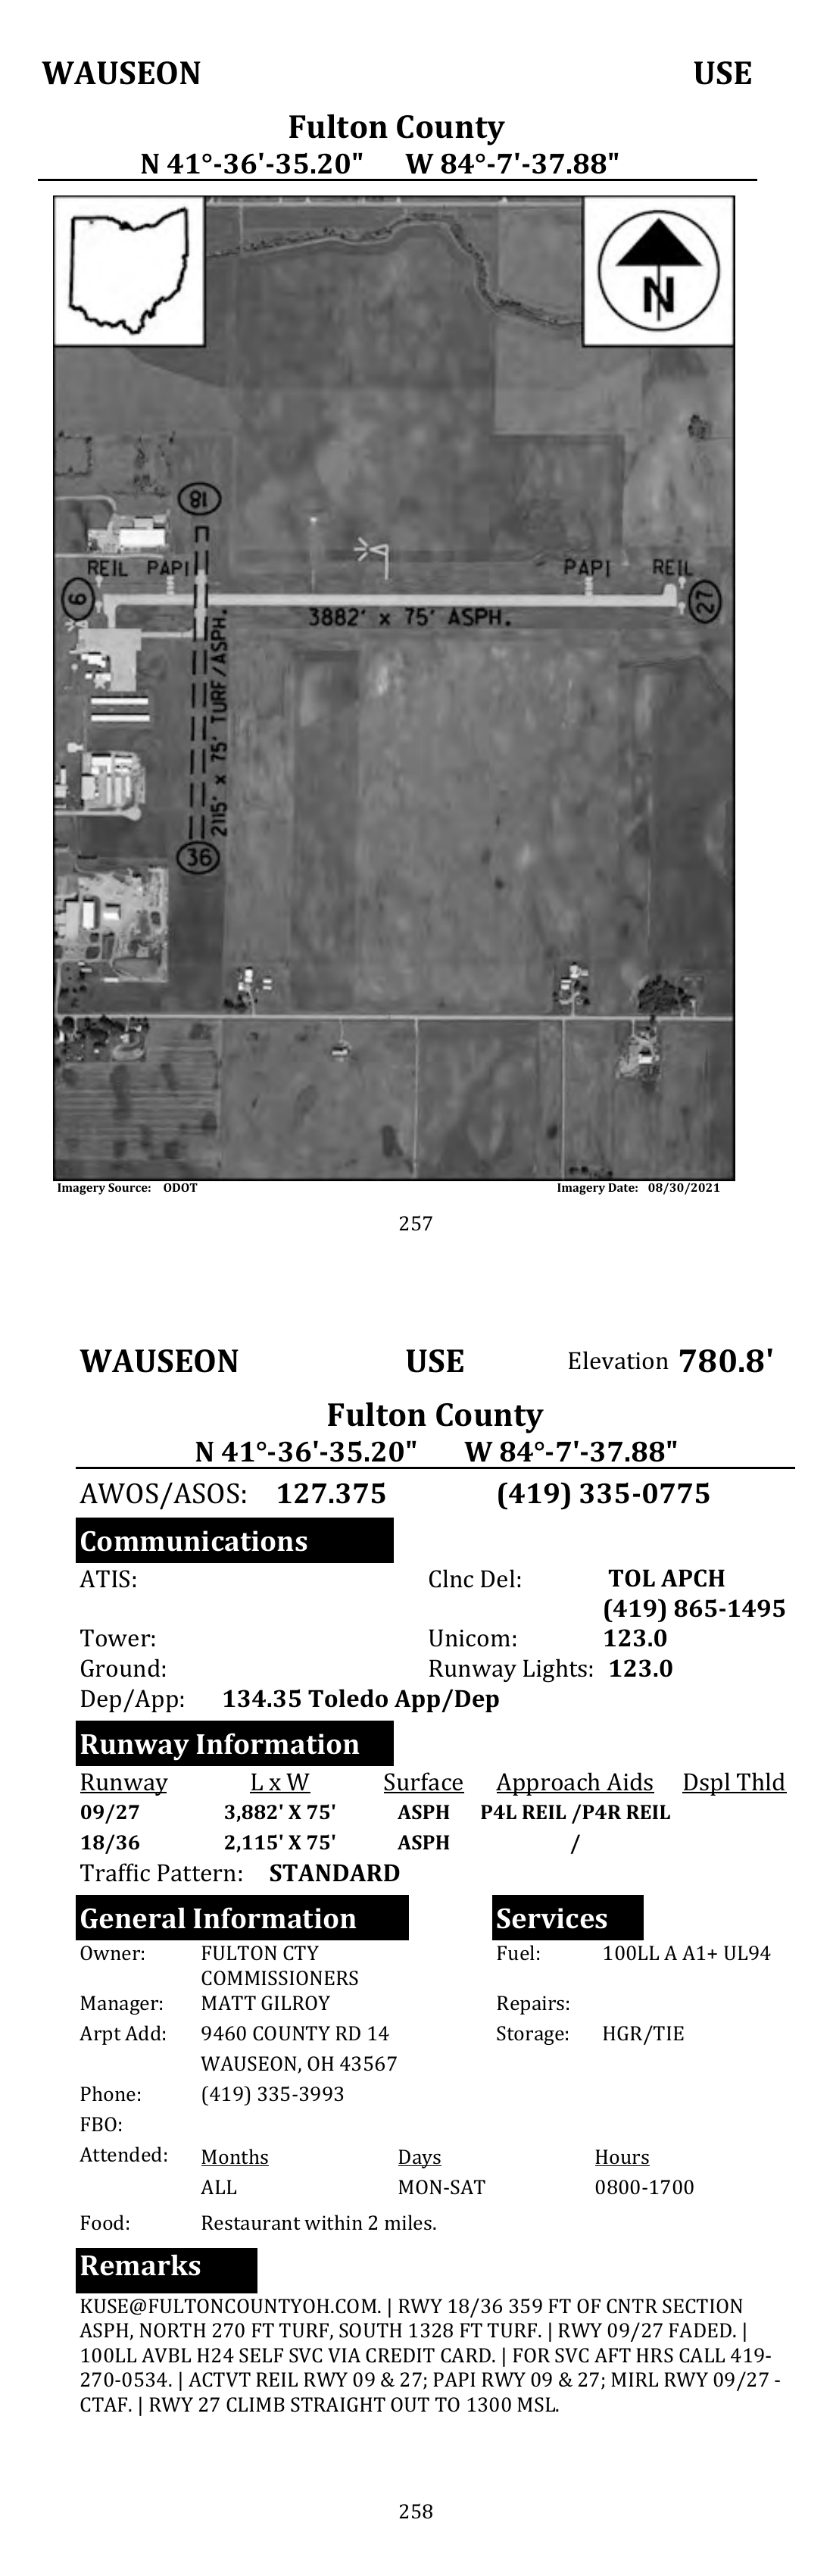 WAUSEON USE
Fulton County
N 41°-36'-35.20" W 84°-7'-37.88"
N
18
REIL PAPI PAPI REIL
9 27
3882' x 75' ASPH.
2115' x 75' TURF/ASPH.
36
Imagery Source: ODOT Imagery Date: 08/30/2021
257
WAUSEON USE Elevation 780.8'
Fulton County
N 41°-36'-35.20" W 84°-7'-37.88"
AWOS/ASOS: 127.375 (419) 335-0775
Communications
ATIS: Clnc Del: TOL APCH
(419) 865-1495
Tower: Unicom: 123.0
Ground: Runway Lights: 123.0
Dep/App: 134.35 Toledo App/Dep
Runway Information
Runway L x W Surface Approach Aids Dspl Thld
09/27 3,882' X 75' ASPH P4L REIL /P4R REIL
18/36 2,115' X 75' ASPH /
Traffic Pattern: STANDARD
General Information Services
Owner: FULTON CTY Fuel: 100LL A A1+ UL94
COMMISSIONERS
Manager: MATT GILROY Repairs:
Arpt Add: 9460 COUNTY RD 14 Storage: HGR/TIE
WAUSEON, OH 43567
Phone: (419) 335-3993
FBO:
Attended: Months Days Hours
ALL MON-SAT 0800-1700
Food: Restaurant within 2 miles.
Remarks
KUSE@FULTONCOUNTYOH.COM. | RWY 18/36 359 FT OF CNTR SECTION
ASPH, NORTH 270 FT TURF, SOUTH 1328 FT TURF. | RWY 09/27 FADED. |
100LL AVBL H24 SELF SVC VIA CREDIT CARD. | FOR SVC AFT HRS CALL 419-
270-0534. | ACTVT REIL RWY 09 & 27; PAPI RWY 09 & 27; MIRL RWY 09/27 -
CTAF. | RWY 27 CLIMB STRAIGHT OUT TO 1300 MSL.
258